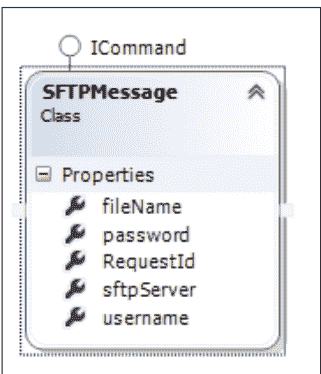 ICommand
SFTPMessage
Class
Properties
fileName
password
RequestId
sftpServer
username